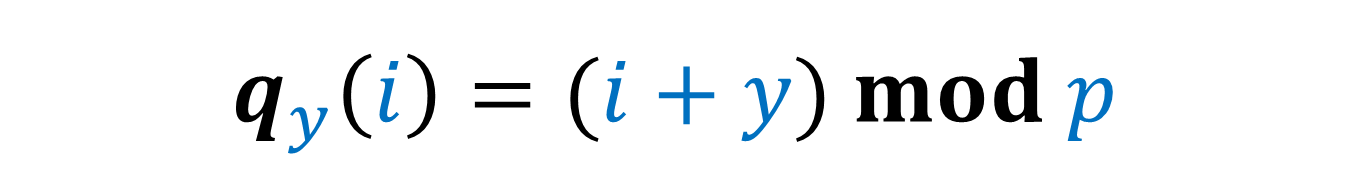 q_y(i) = (i + y) mod p